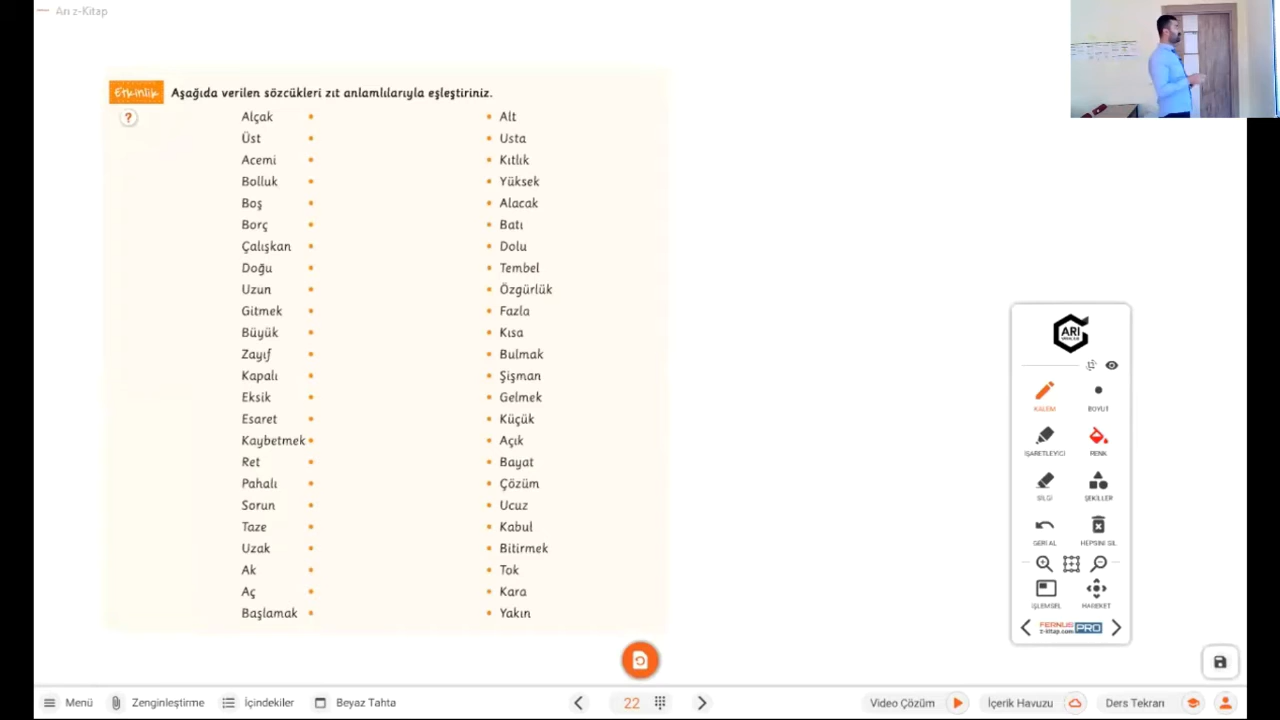 Arı z-Kitap
Etkinlik Aşağıda verilen sözcükleri zıt anlamlılarıyla eşleştiriniz.
?
Alçak • • Alt
Üst • • Usta
Acemi • • Kıtlık
Bolluk • • Yüksek
Boş • • Alacak
Borç • • Batı
Çalışkan • • Dolu
Doğu • • Tembel
Uzun • • Özgürlük
Gitmek • • Fazla
Büyük • • Kısa
Zayıf • • Bulmak
Kapalı • • Şişman
Eksik • • Gelmek
Esaret • • Küçük
Kaybetmek • • Açık
Ret • • Bayat
Pahalı • • Çözüm
Sorun • • Ucuz
Taze • • Kabul
Uzak • • Bitirmek
Ak • • Tok
Aç • • Kara
Başlamak • • Yakın
ARI
KALEM BOYUT
İŞARETLEYİCİ RENK
SİLGİ ŞEKİLLER
GERİ AL HEPSİNİ SİL
İŞLEMSEL HAREKET
FERNUS
z-kitap.com PRO
Menü Zenginleştirme İçindekiler Beyaz Tahta 22 Video Çözüm İçerik Havuzu Ders Tekrarı